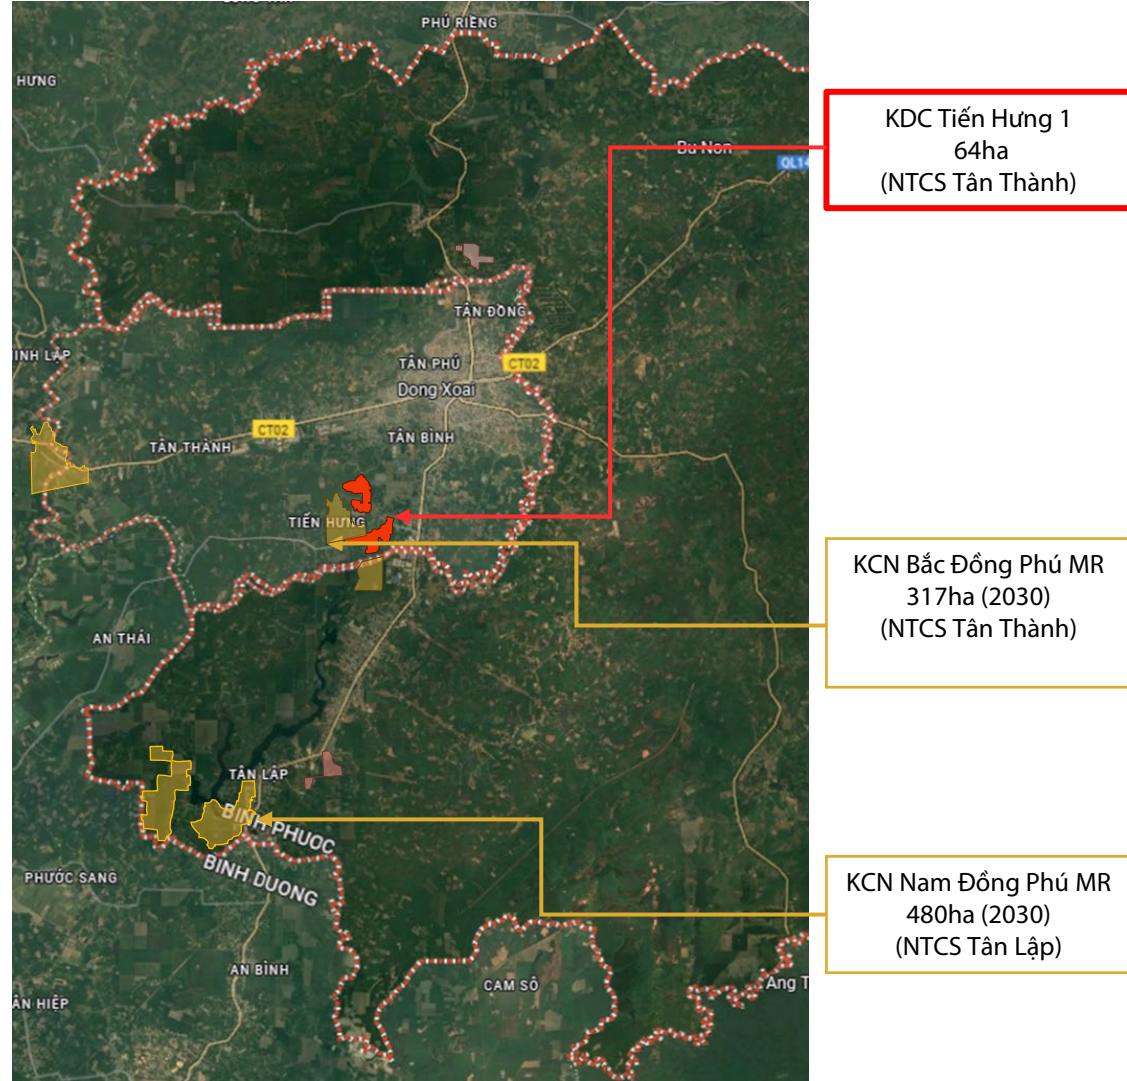 PHÚ RIỀNG
HƯNG
KDC Tiến Hưng 1
64ha
(NTCS Tân Thành)
Bu Non
QL14
TÂN ĐỒNG
INH LẬP
TÂN PHÚ
CT02
Dong Xoai
CT02
TÂN BÌNH
TÂN THÀNH
TIẾN HƯNG
KCN Bắc Đồng Phú MR
317ha (2030)
(NTCS Tân Thành)
AN THÁI
TÂN LẬP
BINH PHUOC
BINH DUONG
PHƯỚC SANG
KCN Nam Đồng Phú MR
480ha (2030)
(NTCS Tân Lập)
AN BÌNH
CAM SÔ
Ang T
ÂN HIỆP